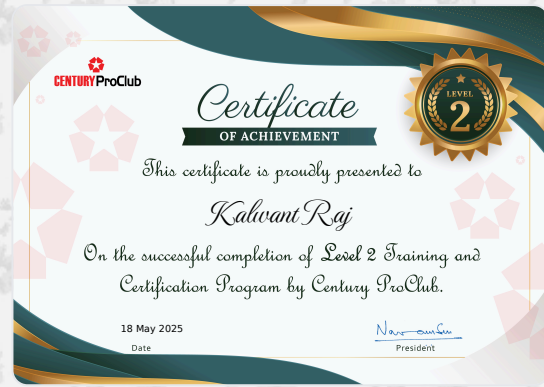 CENTURY ProClub
Certificate
OF ACHIEVEMENT
LEVEL
2
This certificate is proudly presented to
Kalwant Raj
On the successful completion of Level 2 Training and
Certification Program by Century ProClub.
18 May 2025
Date
President